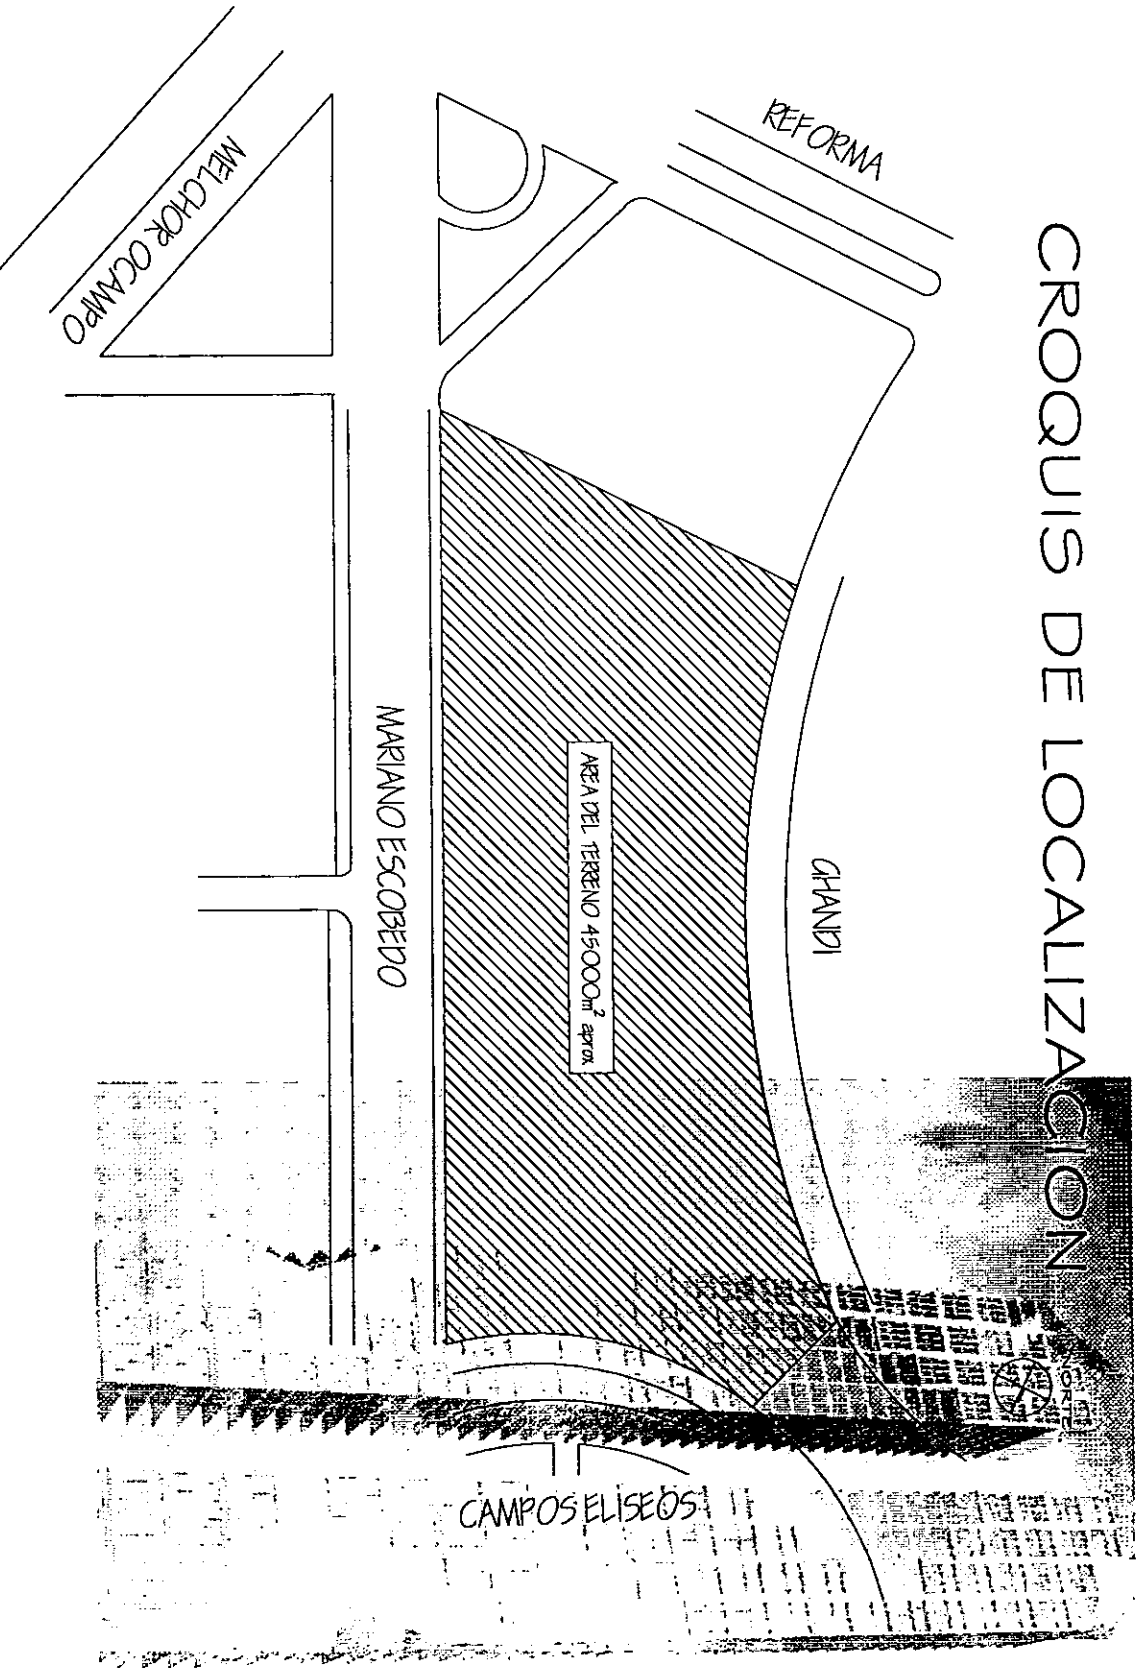 CROQUIS DE LOCALIZACION
NORTE
REFORMA
GHANDI
AREA DEL TERRENO 45000m² aprox
MELCHOR OCAMPO
MARIANO ESCOBEDO
CAMPOS ELISEOS